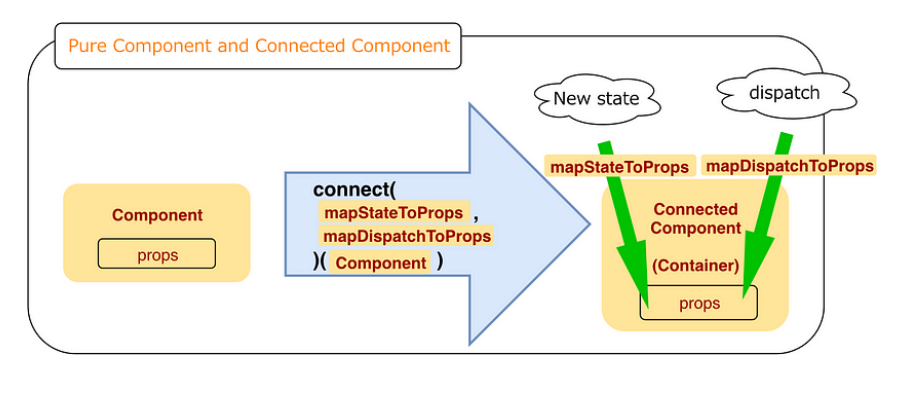 Pure Component and Connected Component
New state
dispatch
mapStateToProps
mapDispatchToProps
Component
props
connect(
mapStateToProps ,
mapDispatchToProps
)( Component )
Connected
Component
(Container)
props